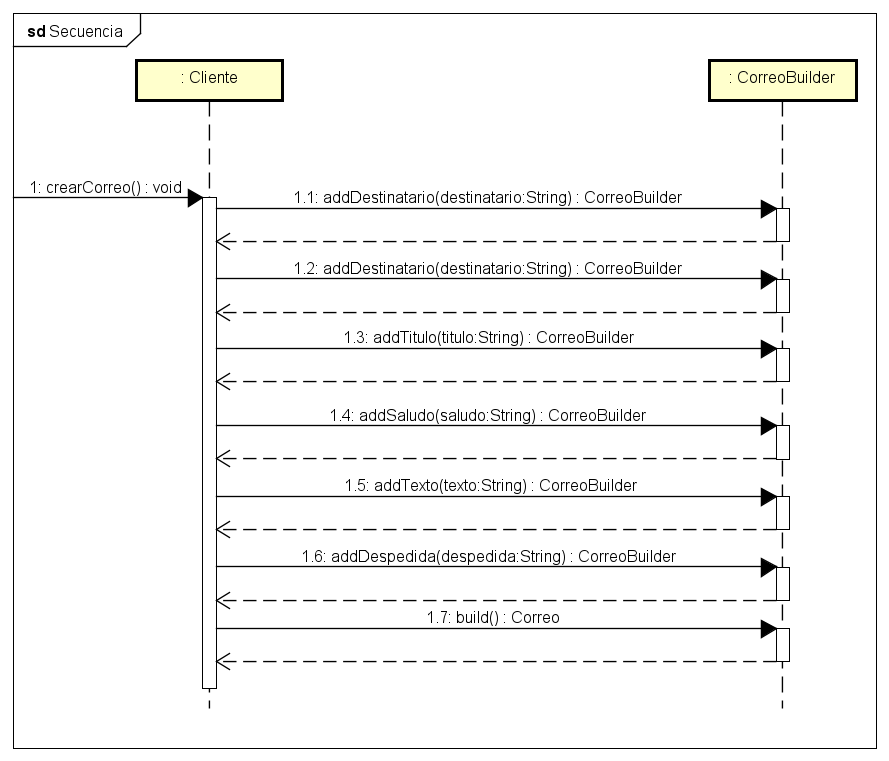 sd Secuencia
: Cliente
: CorreoBuilder
1: crearCorreo() : void
1.1: addDestinatario(destinatario:String) : CorreoBuilder
1.2: addDestinatario(destinatario:String) : CorreoBuilder
1.3: addTitulo(titulo:String) : CorreoBuilder
1.4: addSaludo(saludo:String) : CorreoBuilder
1.5: addTexto(texto:String) : CorreoBuilder
1.6: addDespedida(despedida:String) : CorreoBuilder
1.7: build() : Correo